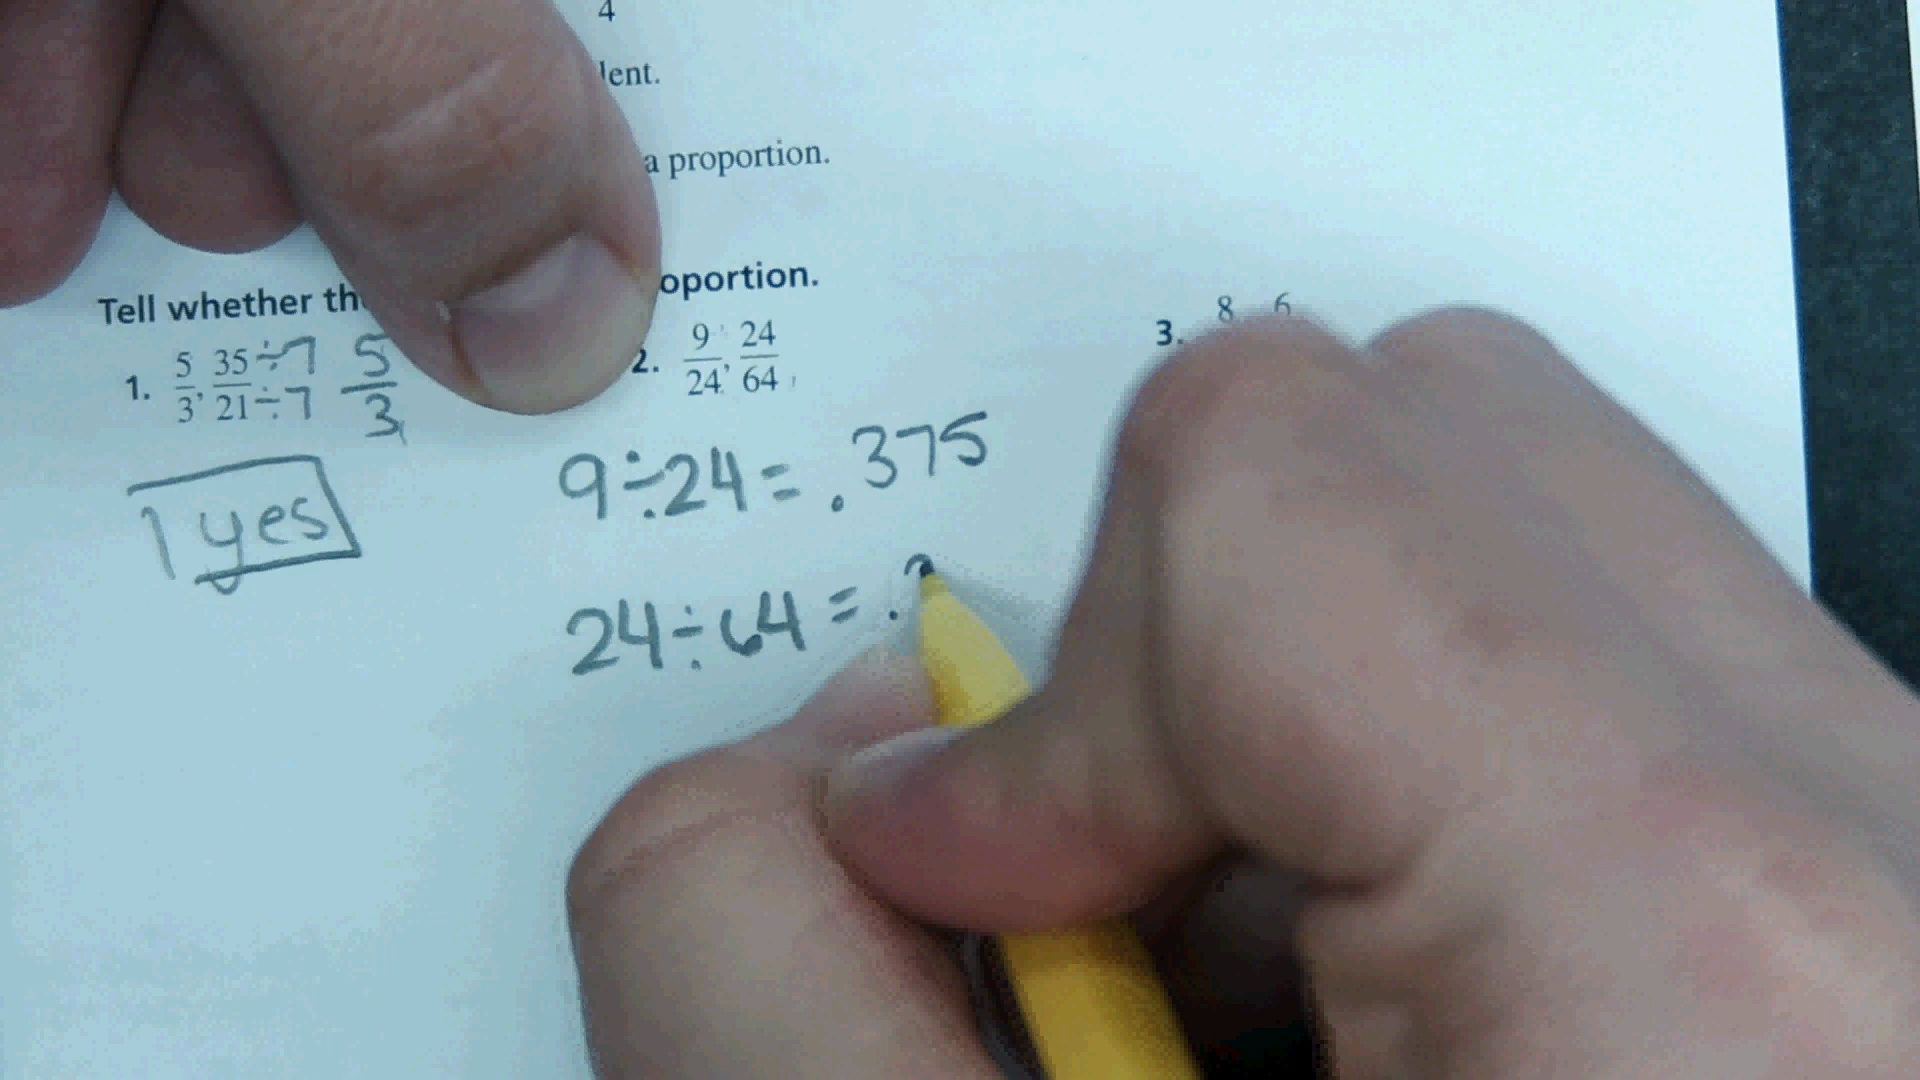 4
lent.
a proportion.
Tell whether th oportion.
1. 5/3, 35/21 ÷7/÷7 5/3
2. 9/24, 24/64
3. 8 6
9÷24= .375
yes
24÷64 = .